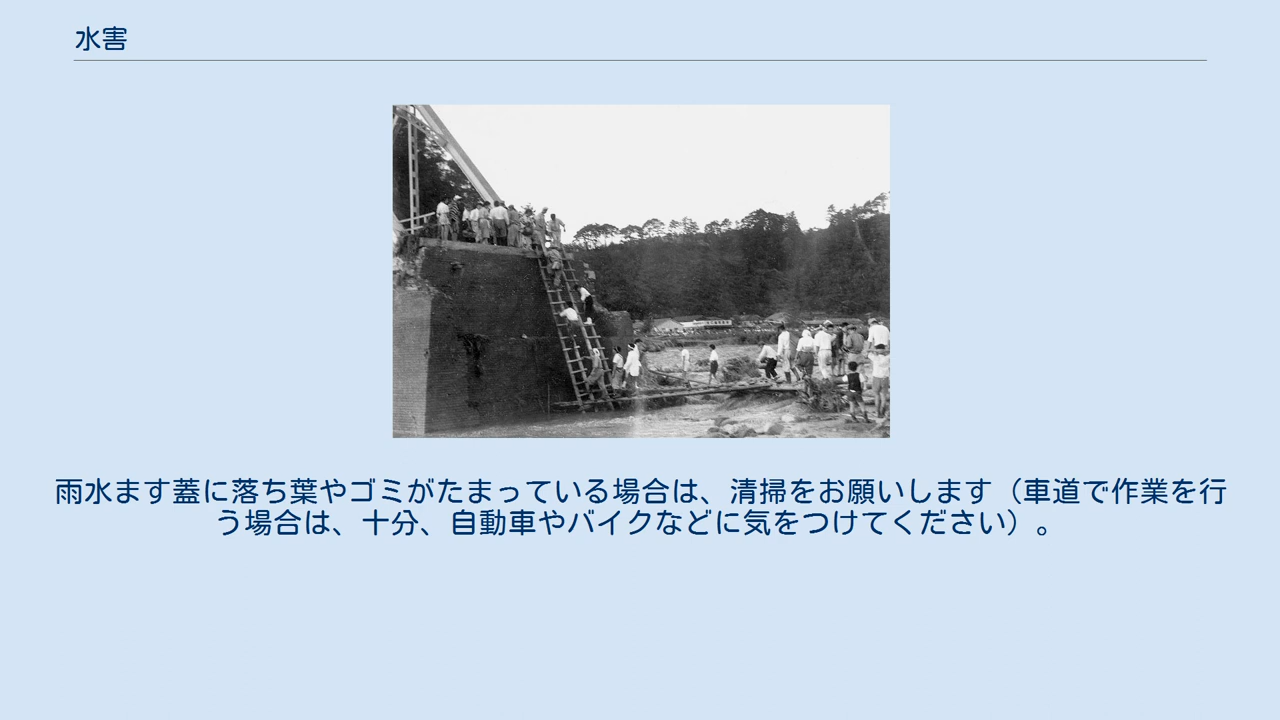 水害
雨水ます蓋に落ち葉やゴミがたまっている場合は、清掃をお願いします（車道で作業を行
う場合は、十分、自動車やバイクなどに気をつけてください）。